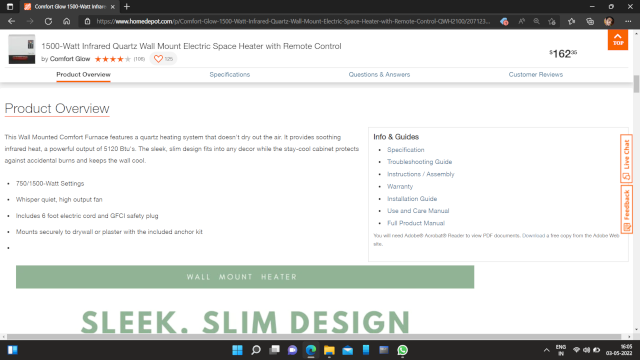 Comfort Glow 1500-Watt Infrared
https://www.homedepot.com/p/Comfort-Glow-1500-Watt-Infrared-Quartz-Wall-Mount-Electric-Space-Heater-with-Remote-Control-QWH2100/207123...
1500-Watt Infrared Quartz Wall Mount Electric Space Heater with Remote Control
by Comfort Glow (106) 125
$162.35
TOP
Product Overview Specifications Questions & Answers Customer Reviews
Product Overview
This Wall Mounted Comfort Furnace features a quartz heating system that doesn't dry out the air. It provides soothing
infrared heat, a powerful output of 5120 Btu's. The sleek, slim design fits into any decor while the stay-cool cabinet protects
against accidental burns and keeps the wall cool.
750/1500-Watt Settings
Whisper quiet, high output fan
Includes 6 foot electric cord and GFCI safety plug
Mounts securely to drywall or plaster with the included anchor kit
Info & Guides
Specification
Troubleshooting Guide
Instructions / Assembly
Warranty
Installation Guide
Use and Care Manual
Full Product Manual
You will need Adobe® Acrobat® Reader to view PDF documents. Download a free copy from the Adobe Web
site.
Live Chat
Feedback
WALL MOUNT HEATER
SLEEK. SLIM DESIGN
ENG
IN
16:05
03-05-2022